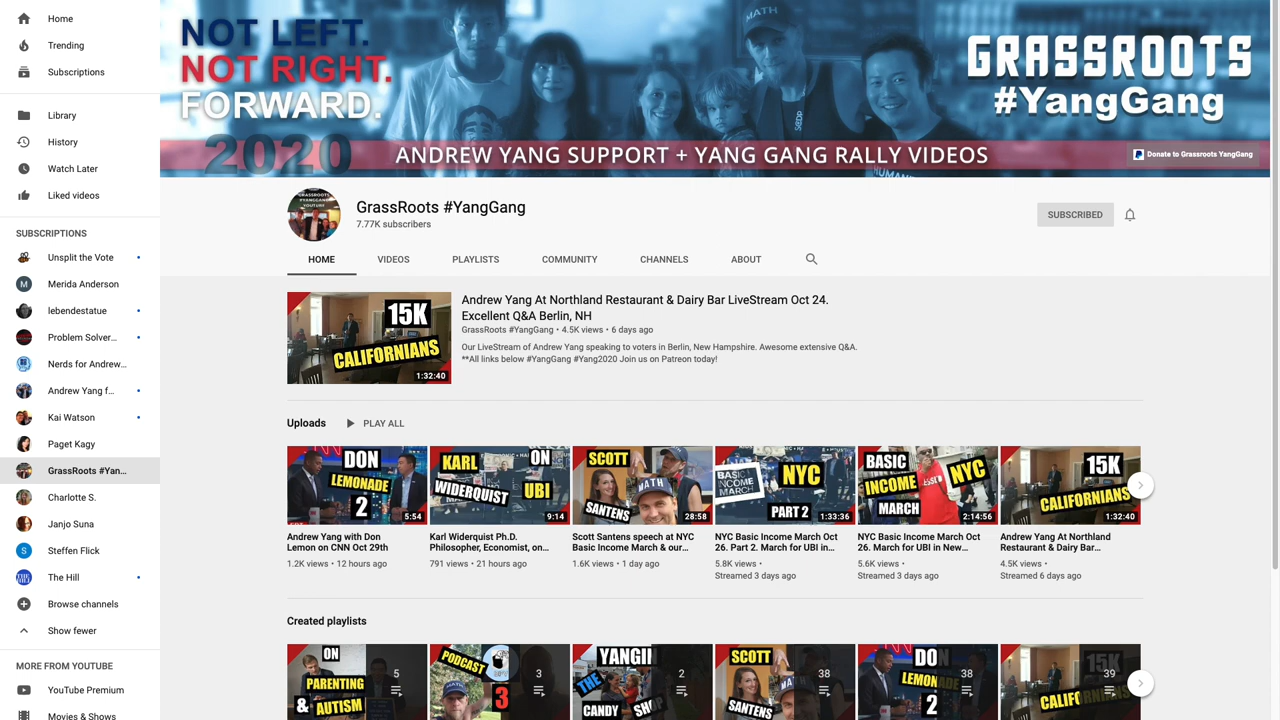 Home
Trending
Subscriptions
Library
History
Watch Later
Liked videos
SUBSCRIPTIONS
Unsplit the Vote
Merida Anderson
lebendestatue
Problem Solver...
Nerds for Andrew...
Andrew Yang f...
Kai Watson
Paget Kagy
GrassRoots #Yan...
Charlotte S.
Janjo Suna
Steffen Flick
The Hill
Browse channels
Show fewer
MORE FROM YOUTUBE
YouTube Premium
Movies & Shows
NOT LEFT.
NOT RIGHT.
FORWARD.
2020
MATH
GRASSROOTS
#YangGang
ANDREW YANG SUPPORT + YANG GANG RALLY VIDEOS
Donate to Grassroots YangGang
GrassRoots #YangGang
7.77K subscribers
SUBSCRIBED
HOME
VIDEOS
PLAYLISTS
COMMUNITY
CHANNELS
ABOUT
15K
CALIFORNIANS
1:32:40
Andrew Yang At Northland Restaurant & Dairy Bar LiveStream Oct 24.
Excellent Q&A Berlin, NH
GrassRoots #YangGang • 4.5K views • 6 days ago
Our LiveStream of Andrew Yang speaking to voters in Berlin, New Hampshire. Awesome extensive Q&A.
**All links below #YangGang #Yang2020 Join us on Patreon today!
Uploads
PLAY ALL
DON
LEMONADE
2
5:54
Andrew Yang with Don
Lemon on CNN Oct 29th
1.2K views • 12 hours ago
KARL
ON
WIDERQUIST
UBI
9:14
Karl Widerquist Ph.D.
Philosopher, Economist, on...
791 views • 21 hours ago
SCOTT
MATH
SANTENS
28:58
Scott Santens speech at NYC
Basic Income March & our...
1.6K views • 1 day ago
BASIC
INCOME
MARCH
NYC
PART 2
1:33:36
NYC Basic Income March Oct
26. Part 2. March for UBI in...
5.8K views •
Streamed 3 days ago
BASIC
INCOME
NYC
MARCH
2:14:56
NYC Basic Income March Oct
26. March for UBI in New...
5.6K views •
Streamed 3 days ago
15K
CALIFORNIANS
1:32:40
Andrew Yang At Northland
Restaurant & Dairy Bar...
4.5K views •
Streamed 6 days ago
Created playlists
ON
PARENTING
& AUTISM
5
PODCAST
3
3
YANGII
THE
CANDY SHOP
2
SCOTT
SANTENS
38
DON
LEMONADE
2
38
15K
39